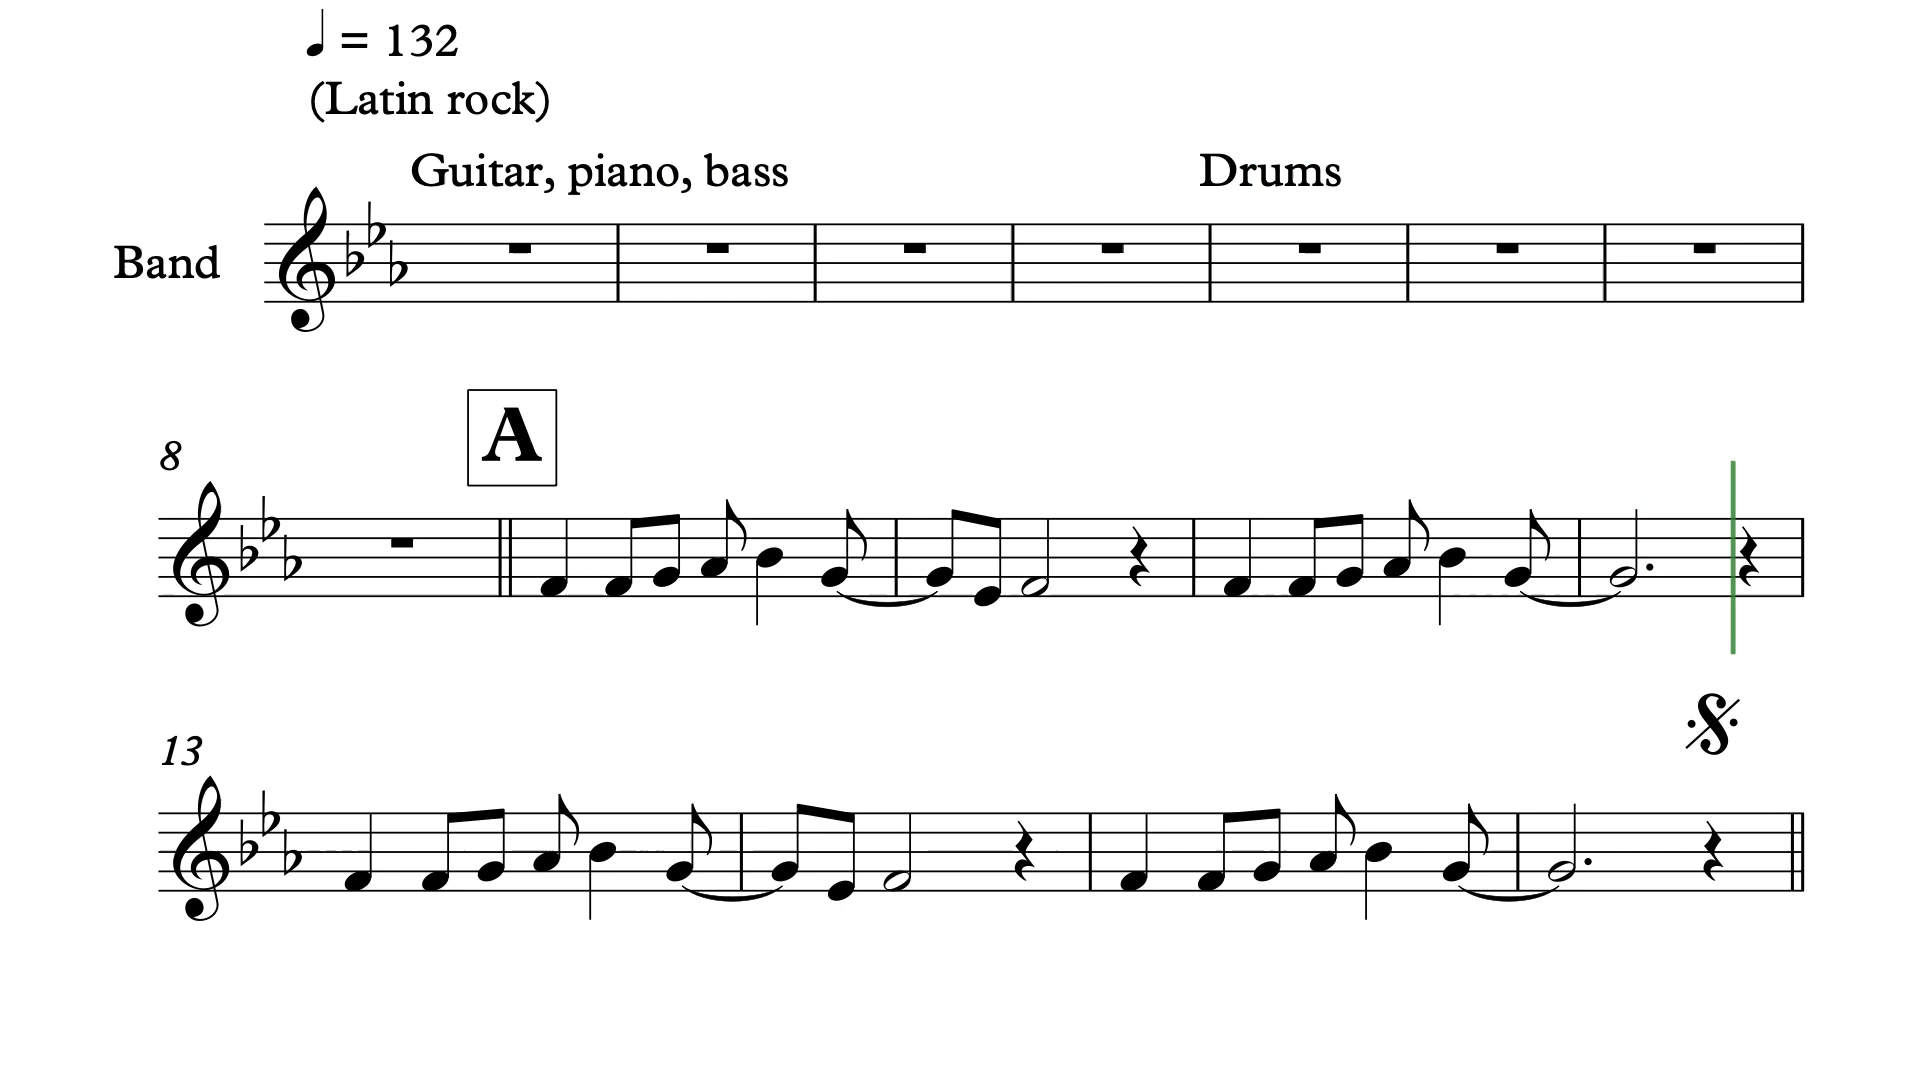 ♩ = 132
(Latin rock)
Guitar, piano, bass Drums
Band
8
A
13